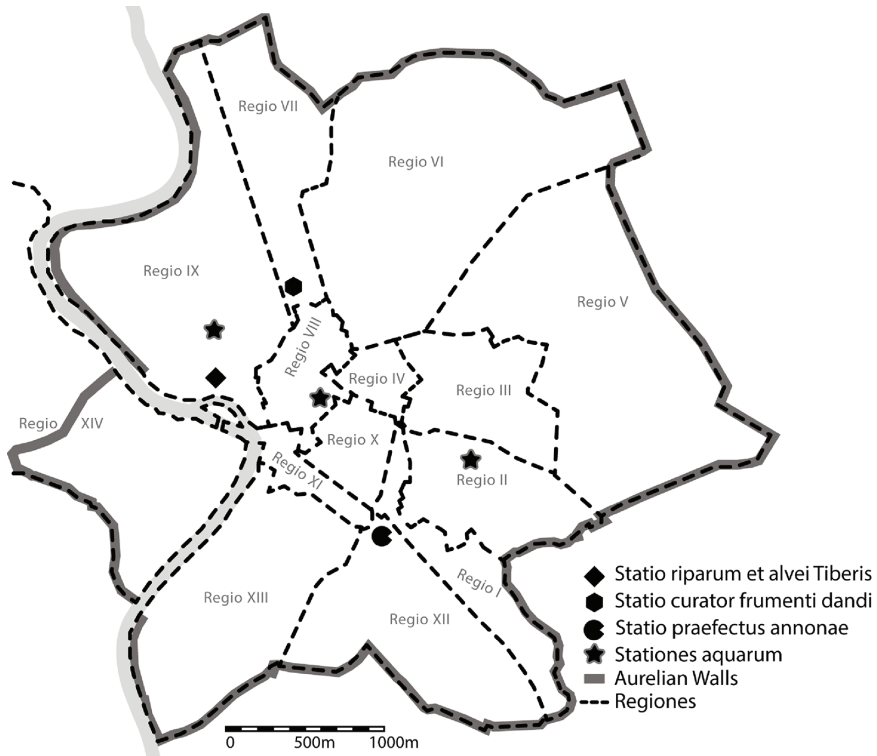 Regio VII
Regio VI
Regio IX
Regio V
Regio VIII
Regio IV
Regio III
Regio XIV
Regio X
Regio XI
Regio II
Regio I
Regio XIII
Regio XII
Statio riparum et alvei Tiberis
Statio curator frumenti dandi
Statio praefectus annonae
Stationes aquarum
Aurelian Walls
Regiones
0 500m 1000m